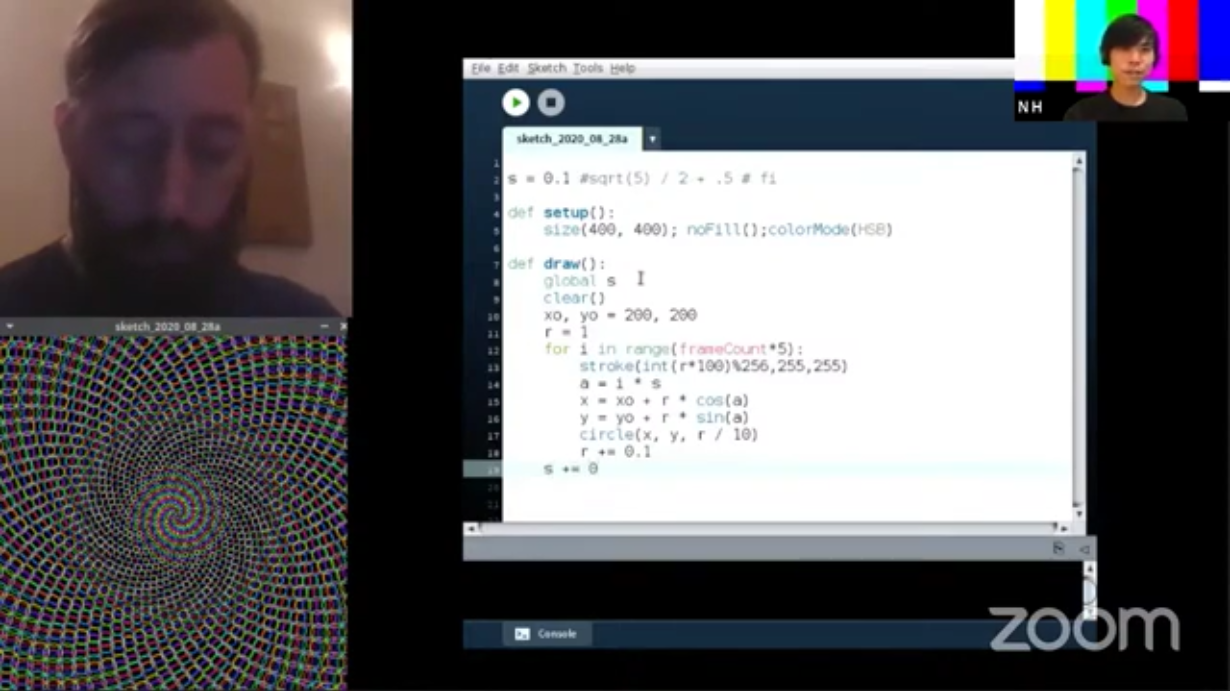 File Edit Sketch Tools Help
NH
sketch_2020_08_28a
1
2 s = 0.1 #sqrt(5) / 2 + .5 # fi
3
4 def setup():
5 size(400, 400); noFill();colorMode(HSB)
6
7 def draw():
8 global s
9 clear()
10 xo, yo = 200, 200
11 r = 1
12 for i in range(frameCount*5):
13 stroke(int(r*100)%256,255,255)
14 a = i * s
15 x = xo + r * cos(a)
16 y = yo + r * sin(a)
17 circle(x, y, r / 10)
18 r += 0.1
19 s += 0
20
21
sketch_2020_08_28a
Console
zoom